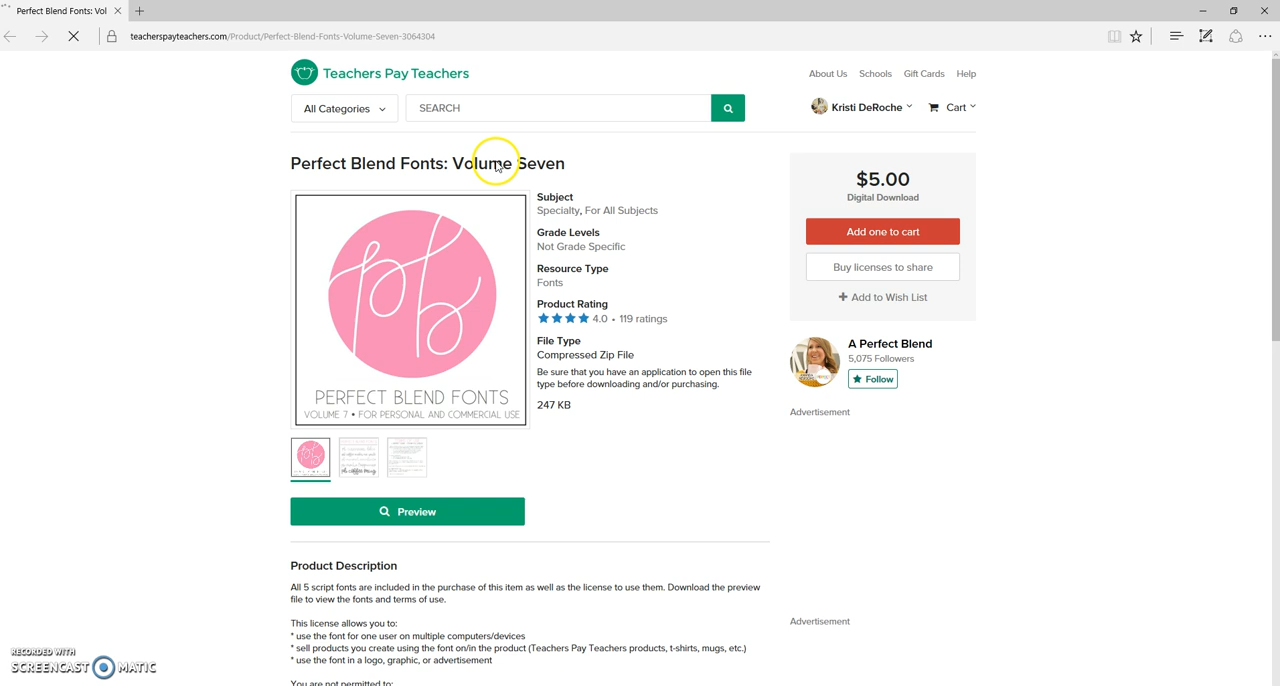 Perfect Blend Fonts: Vol
teacherspayteachers.com/Product/Perfect-Blend-Fonts-Volume-Seven-3064304
Teachers Pay Teachers
About Us Schools Gift Cards Help
All Categories SEARCH
Kristi DeRoche Cart
Perfect Blend Fonts: Volume Seven
pb
PERFECT BLEND FONTS
VOLUME 7 • FOR PERSONAL AND COMMERCIAL USE
Subject
Specialty, For All Subjects
Grade Levels
Not Grade Specific
Resource Type
Fonts
Product Rating
4.0 • 119 ratings
File Type
Compressed Zip File
Be sure that you have an application to open this file
type before downloading and/or purchasing.
247 KB
$5.00
Digital Download
Add one to cart
Buy licenses to share
+ Add to Wish List
A Perfect Blend
5,075 Followers
Follow
Advertisement
Preview
Product Description
All 5 script fonts are included in the purchase of this item as well as the license to use them. Download the preview
file to view the fonts and terms of use.
This license allows you to:
* use the font for one user on multiple computers/devices
* sell products you create using the font on/in the product (Teachers Pay Teachers products, t-shirts, mugs, etc.)
* use the font in a logo, graphic, or advertisement
You are not permitted to:
Advertisement
RECORDED WITH
SCREENCAST MATIC